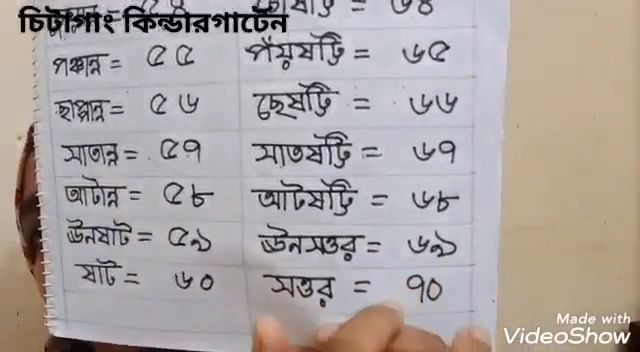 চিটাগাং কিন্ডারগার্টেন
= ৬৪
পঞ্চান্ন = ৫৫ পঁয়ষট্টি = ৬৫
ছাপ্পান্ন = ৫৬ ছেষট্টি = ৬৬
সাতান্ন = ৫৭ সাতষট্টি = ৬৭
আটান্ন = ৫৮ আটষট্টি = ৬৮
ঊনষাট = ৫৯ ঊনসত্তর = ৬৯
ষাট = ৬০ সত্তর = ৭০
Made with
VideoShow